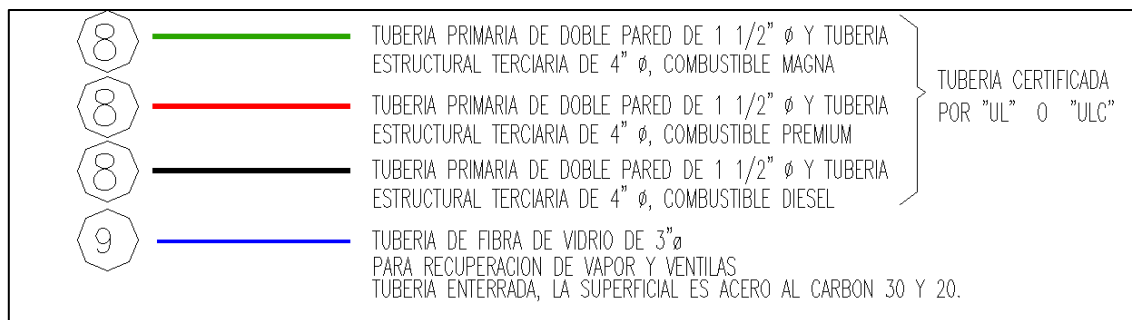 8
TUBERIA PRIMARIA DE DOBLE PARED DE 1 1/2" ø Y TUBERIA
ESTRUCTURAL TERCIARIA DE 4" ø, COMBUSTIBLE MAGNA
8
TUBERIA PRIMARIA DE DOBLE PARED DE 1 1/2" ø Y TUBERIA
ESTRUCTURAL TERCIARIA DE 4" ø, COMBUSTIBLE PREMIUM
8
TUBERIA PRIMARIA DE DOBLE PARED DE 1 1/2" ø Y TUBERIA
ESTRUCTURAL TERCIARIA DE 4" ø, COMBUSTIBLE DIESEL
TUBERIA CERTIFICADA
POR "UL" O "ULC"
9
TUBERIA DE FIBRA DE VIDRIO DE 3"ø
PARA RECUPERACION DE VAPOR Y VENTILAS
TUBERIA ENTERRADA, LA SUPERFICIAL ES ACERO AL CARBON 30 Y 20.